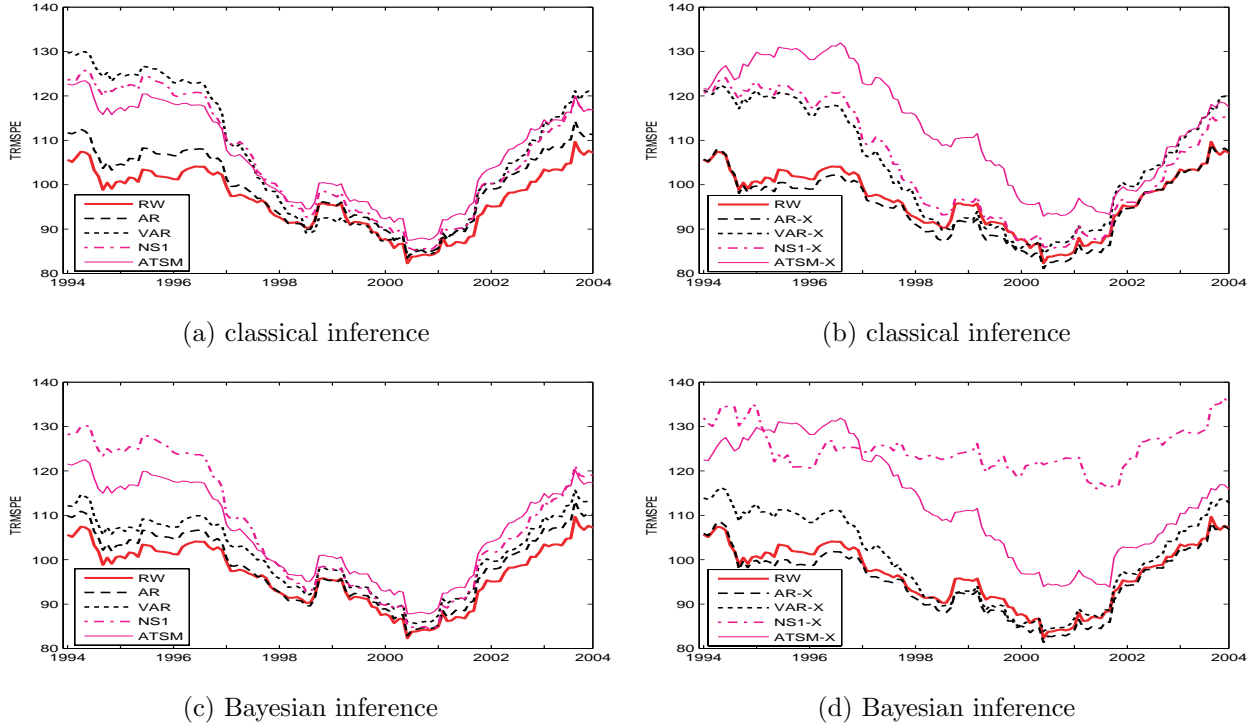 140
130
120
110
100
90
80
TRMSPE
RW
AR
VAR
NS1
ATSM
1994 1996 1998 2000 2002 2004
(a) classical inference
140
130
120
110
100
90
80
TRMSPE
RW
AR-X
VAR-X
NS1-X
ATSM-X
1994 1996 1998 2000 2002 2004
(b) classical inference
140
130
120
110
100
90
80
TRMSPE
RW
AR
VAR
NS1
ATSM
1994 1996 1998 2000 2002 2004
(c) Bayesian inference
140
130
120
110
100
90
80
TRMSPE
RW
AR-X
VAR-X
NS1-X
ATSM-X
1994 1996 1998 2000 2002 2004
(d) Bayesian inference